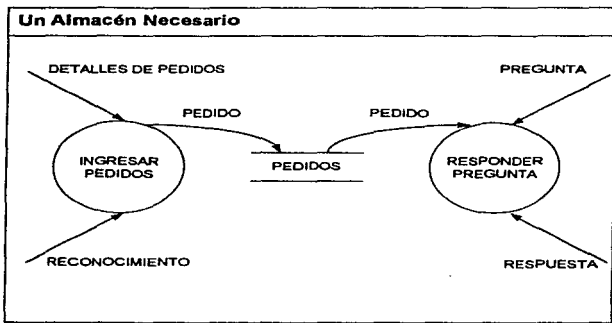 Un Almacén Necesario
DETALLES DE PEDIDOS
PREGUNTA
PEDIDO
PEDIDO
INGRESAR
PEDIDOS
PEDIDOS
RESPONDER
PREGUNTA
RECONOCIMIENTO
RESPUESTA